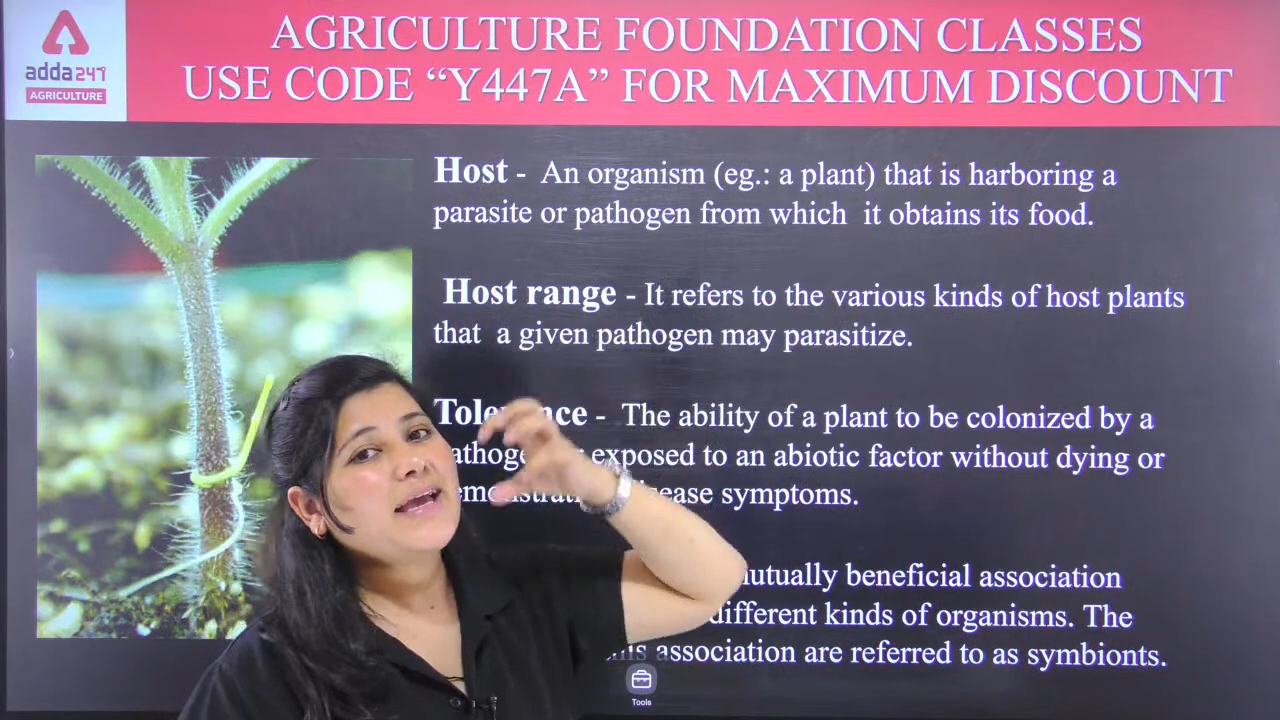 adda247
AGRICULTURE
AGRICULTURE FOUNDATION CLASSES
USE CODE “Y447A” FOR MAXIMUM DISCOUNT
Host - An organism (eg.: a plant) that is harboring a
parasite or pathogen from which it obtains its food.
Host range - It refers to the various kinds of host plants
that a given pathogen may parasitize.
Tolerance - The ability of a plant to be colonized by a
exposed to an abiotic factor without dying or
symptoms.
mutually beneficial association
different kinds of organisms. The
association are referred to as symbionts.
Tools